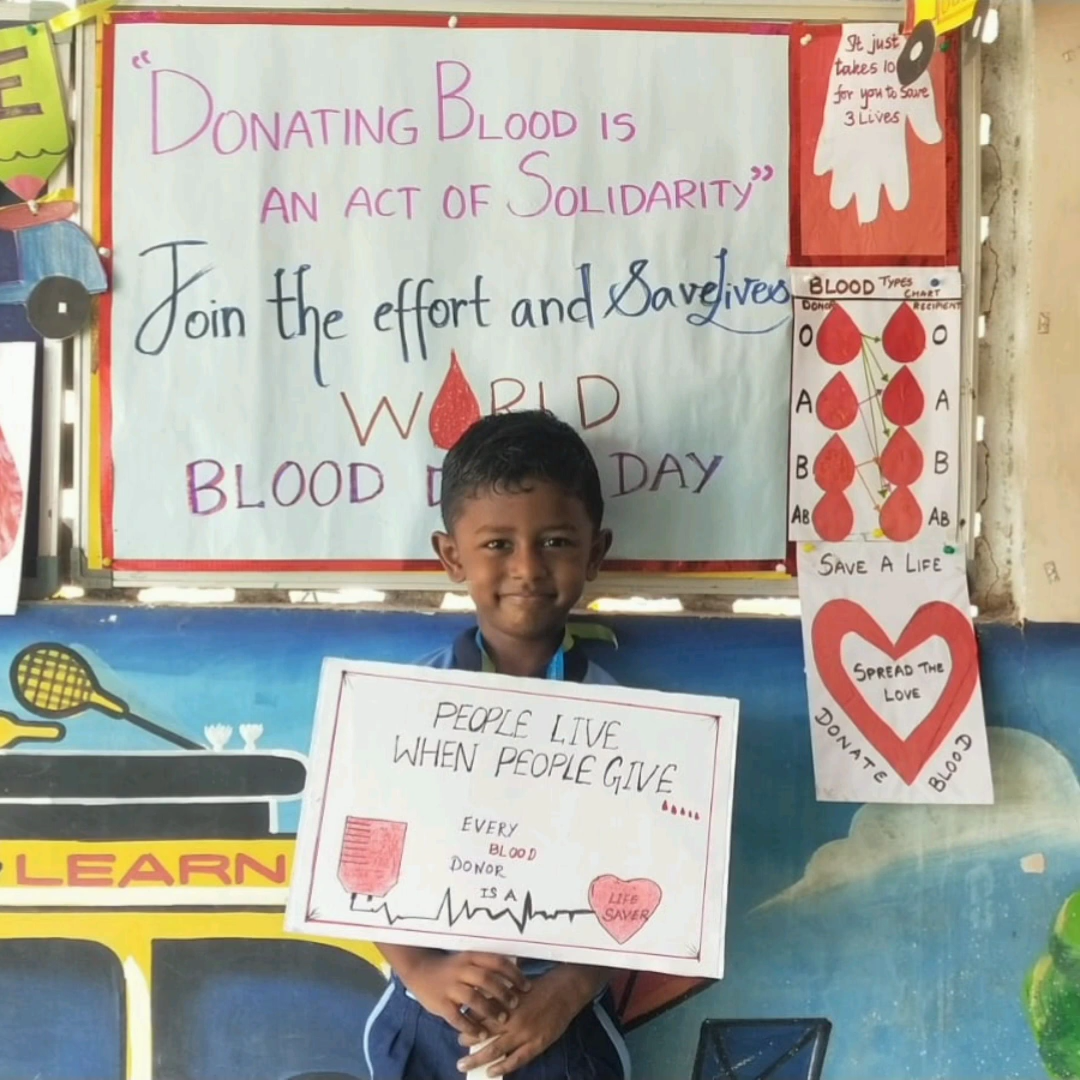 "DONATING BLOOD IS
AN ACT OF SOLIDARITY"
Join the effort and Save lives
WORLD
BLOOD D DAY
It just
takes 10
for you to Save
3 Lives
BLOOD TYPES
CHART
DONOR RECIPIENT
O O
A A
B B
AB AB
SAVE A LIFE
SPREAD THE
LOVE
DONATE BLOOD
PEOPLE LIVE
WHEN PEOPLE GIVE
EVERY
BLOOD
DONOR
IS A
LIFE
SAVER
E
LEARN